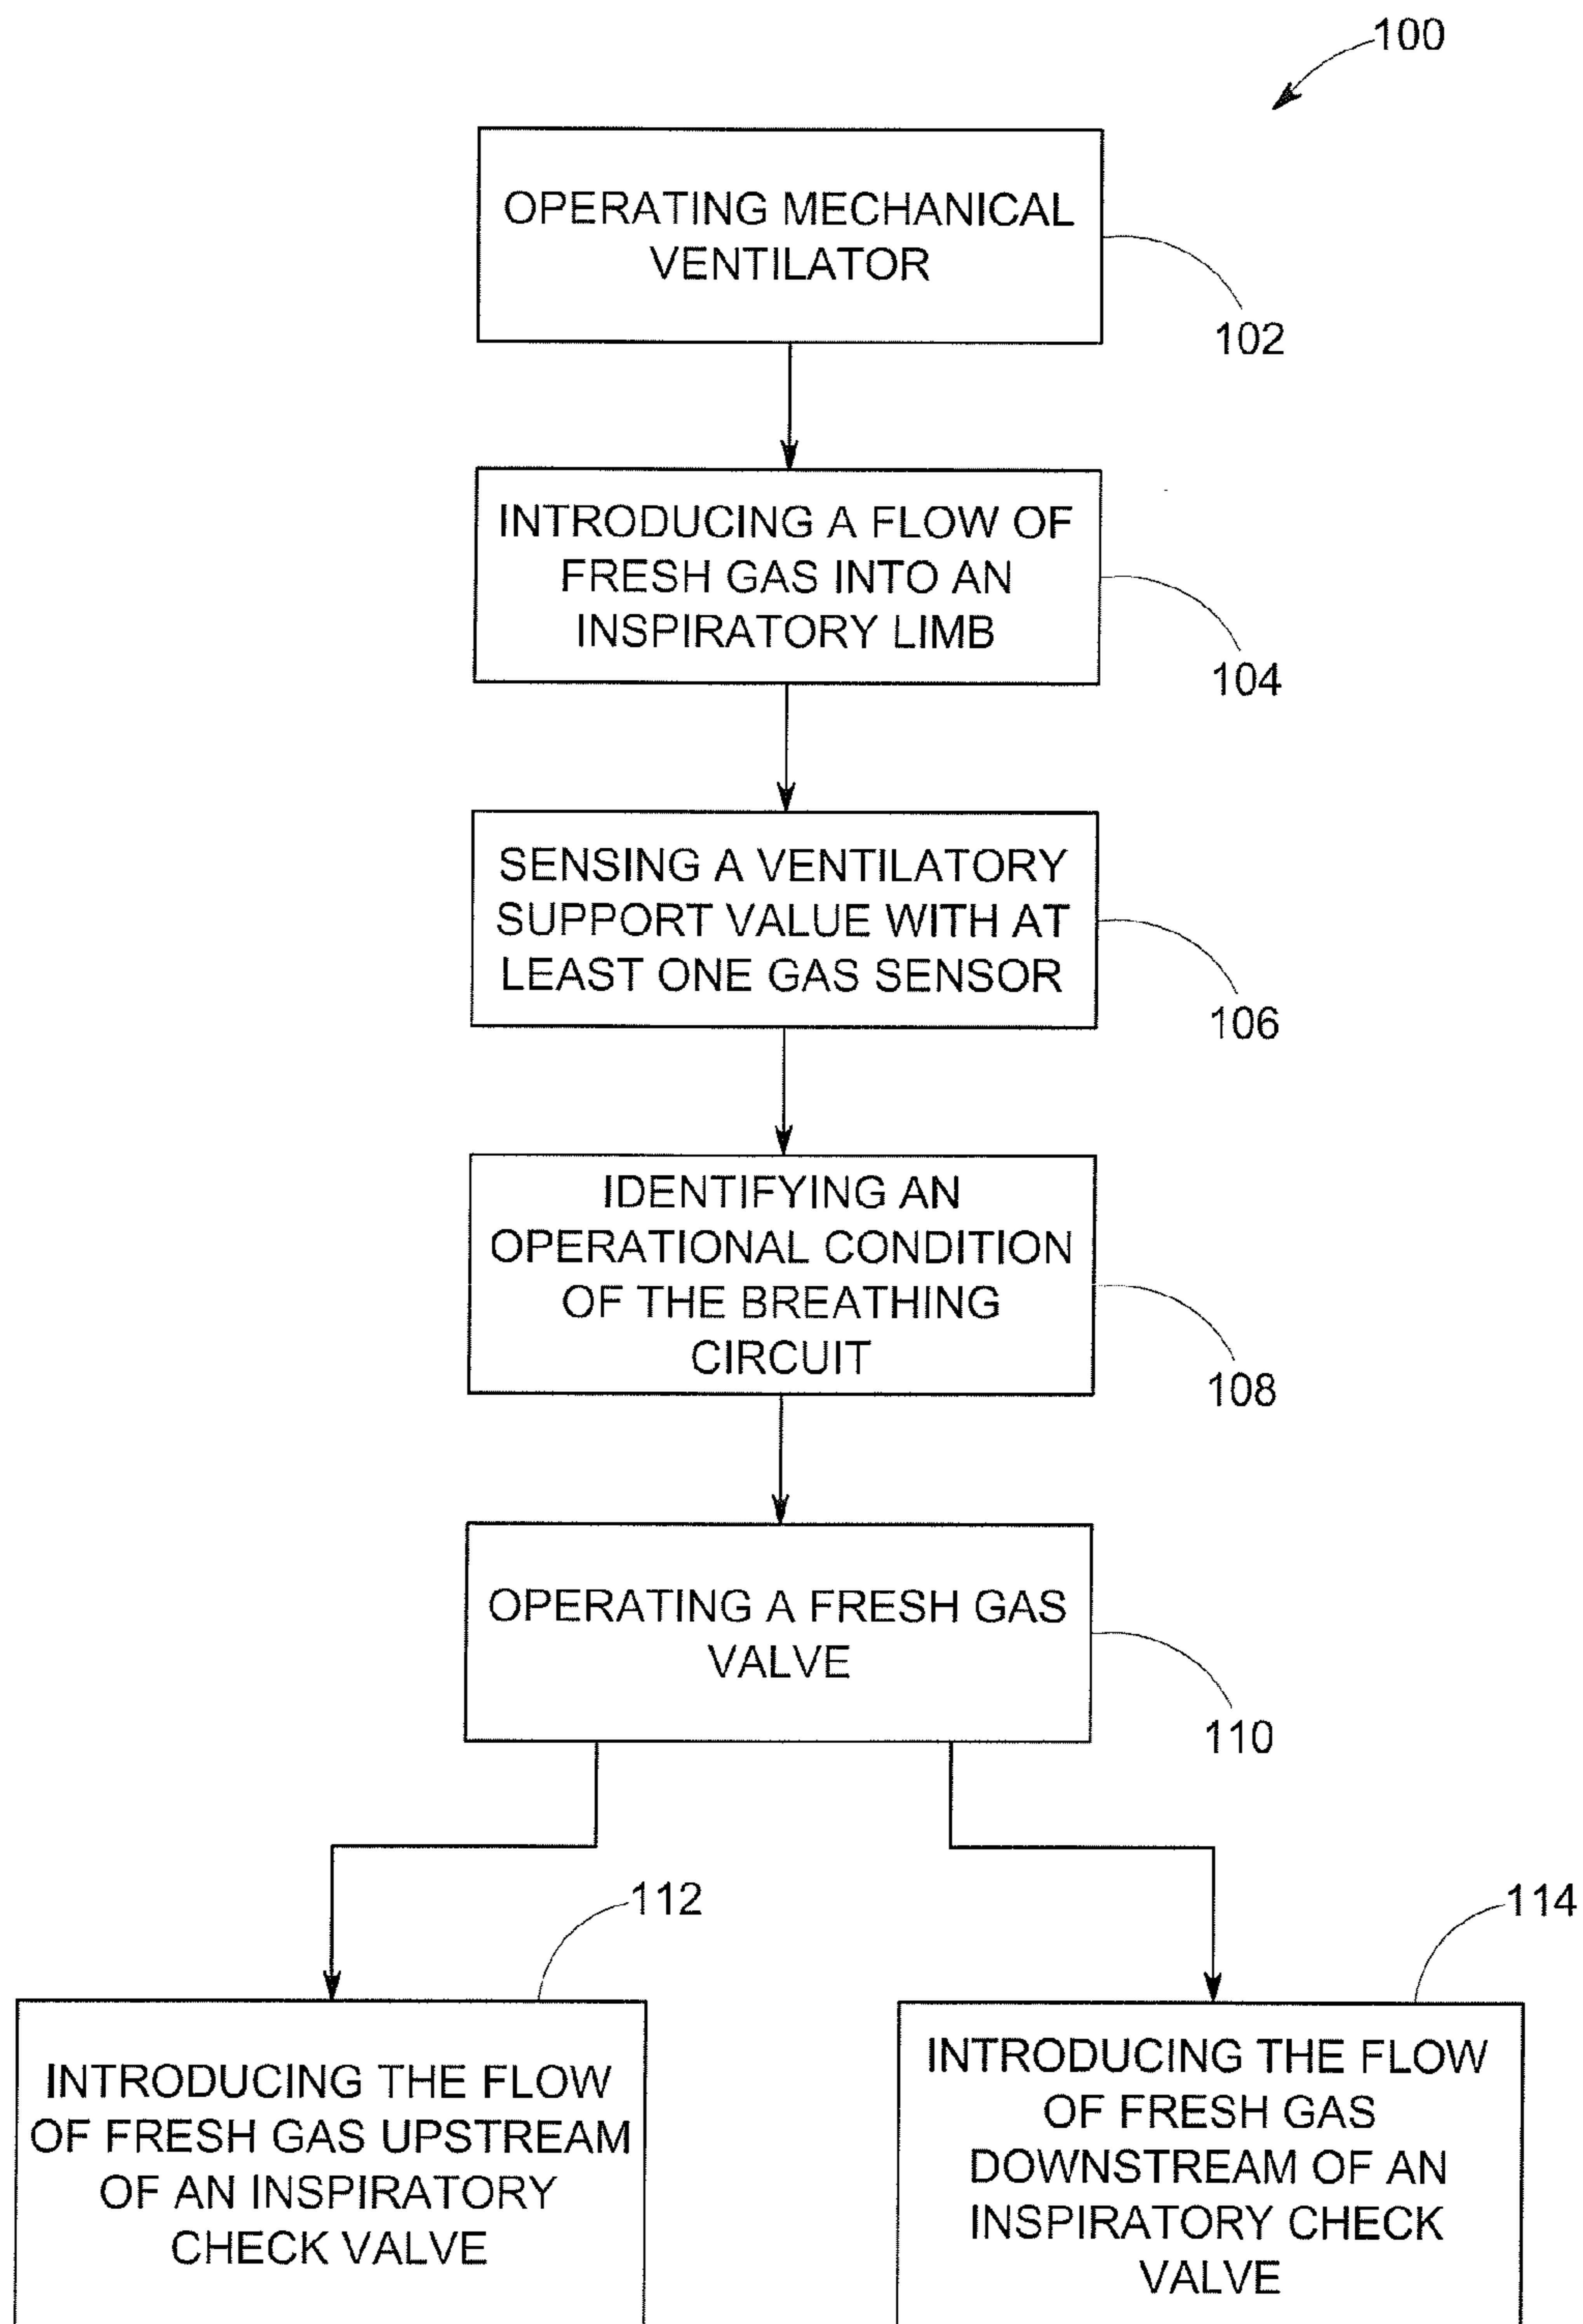 100
OPERATING MECHANICAL
VENTILATOR
102
INTRODUCING A FLOW OF
FRESH GAS INTO AN
INSPIRATORY LIMB
104
SENSING A VENTILATORY
SUPPORT VALUE WITH AT
LEAST ONE GAS SENSOR
106
IDENTIFYING AN
OPERATIONAL CONDITION
OF THE BREATHING
CIRCUIT
108
OPERATING A FRESH GAS
VALVE
110
112
INTRODUCING THE FLOW
OF FRESH GAS UPSTREAM
OF AN INSPIRATORY
CHECK VALVE
114
INTRODUCING THE FLOW
OF FRESH GAS
DOWNSTREAM OF AN
INSPIRATORY CHECK
VALVE